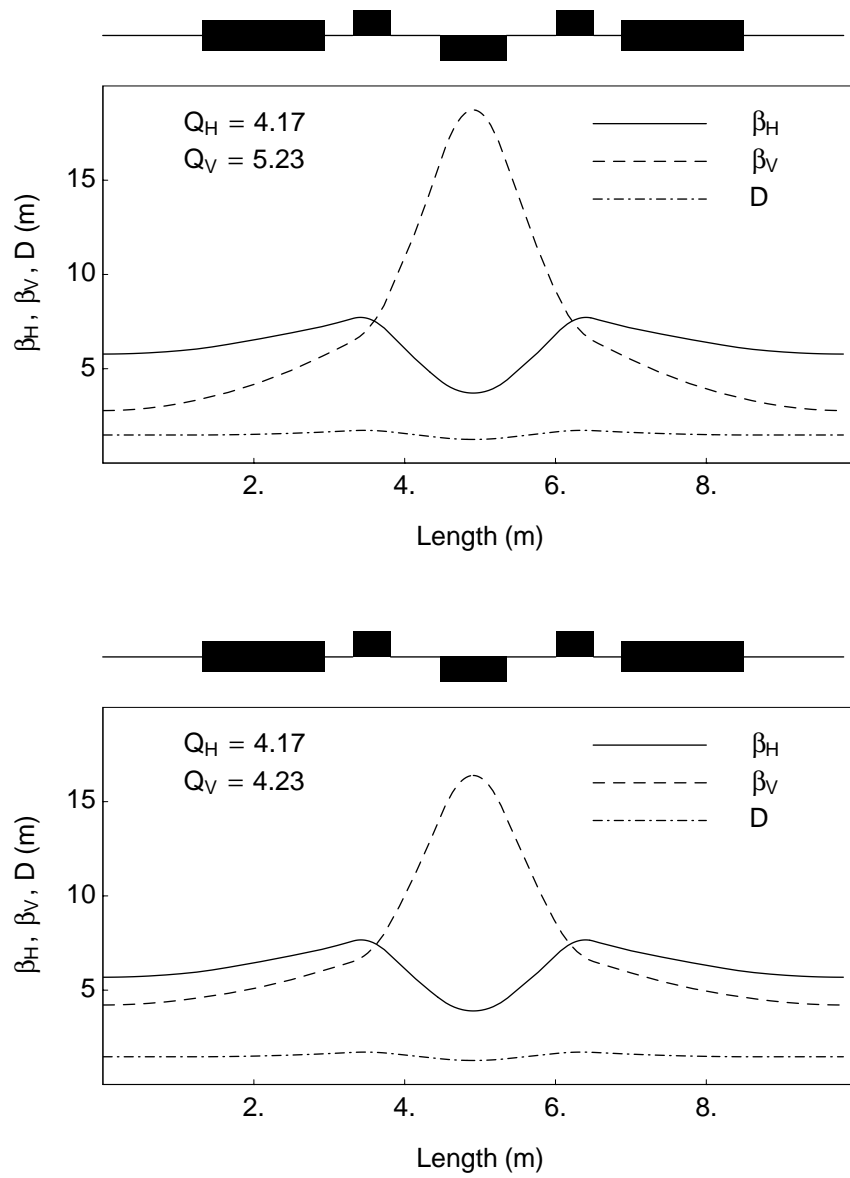 Q_H = 4.17
β_H
Q_V = 5.23
β_V
D
15
10
5
β_H , β_V , D (m)
2. 4. 6. 8.
Length (m)
Q_H = 4.17
β_H
Q_V = 4.23
β_V
D
15
10
5
β_H , β_V , D (m)
2. 4. 6. 8.
Length (m)